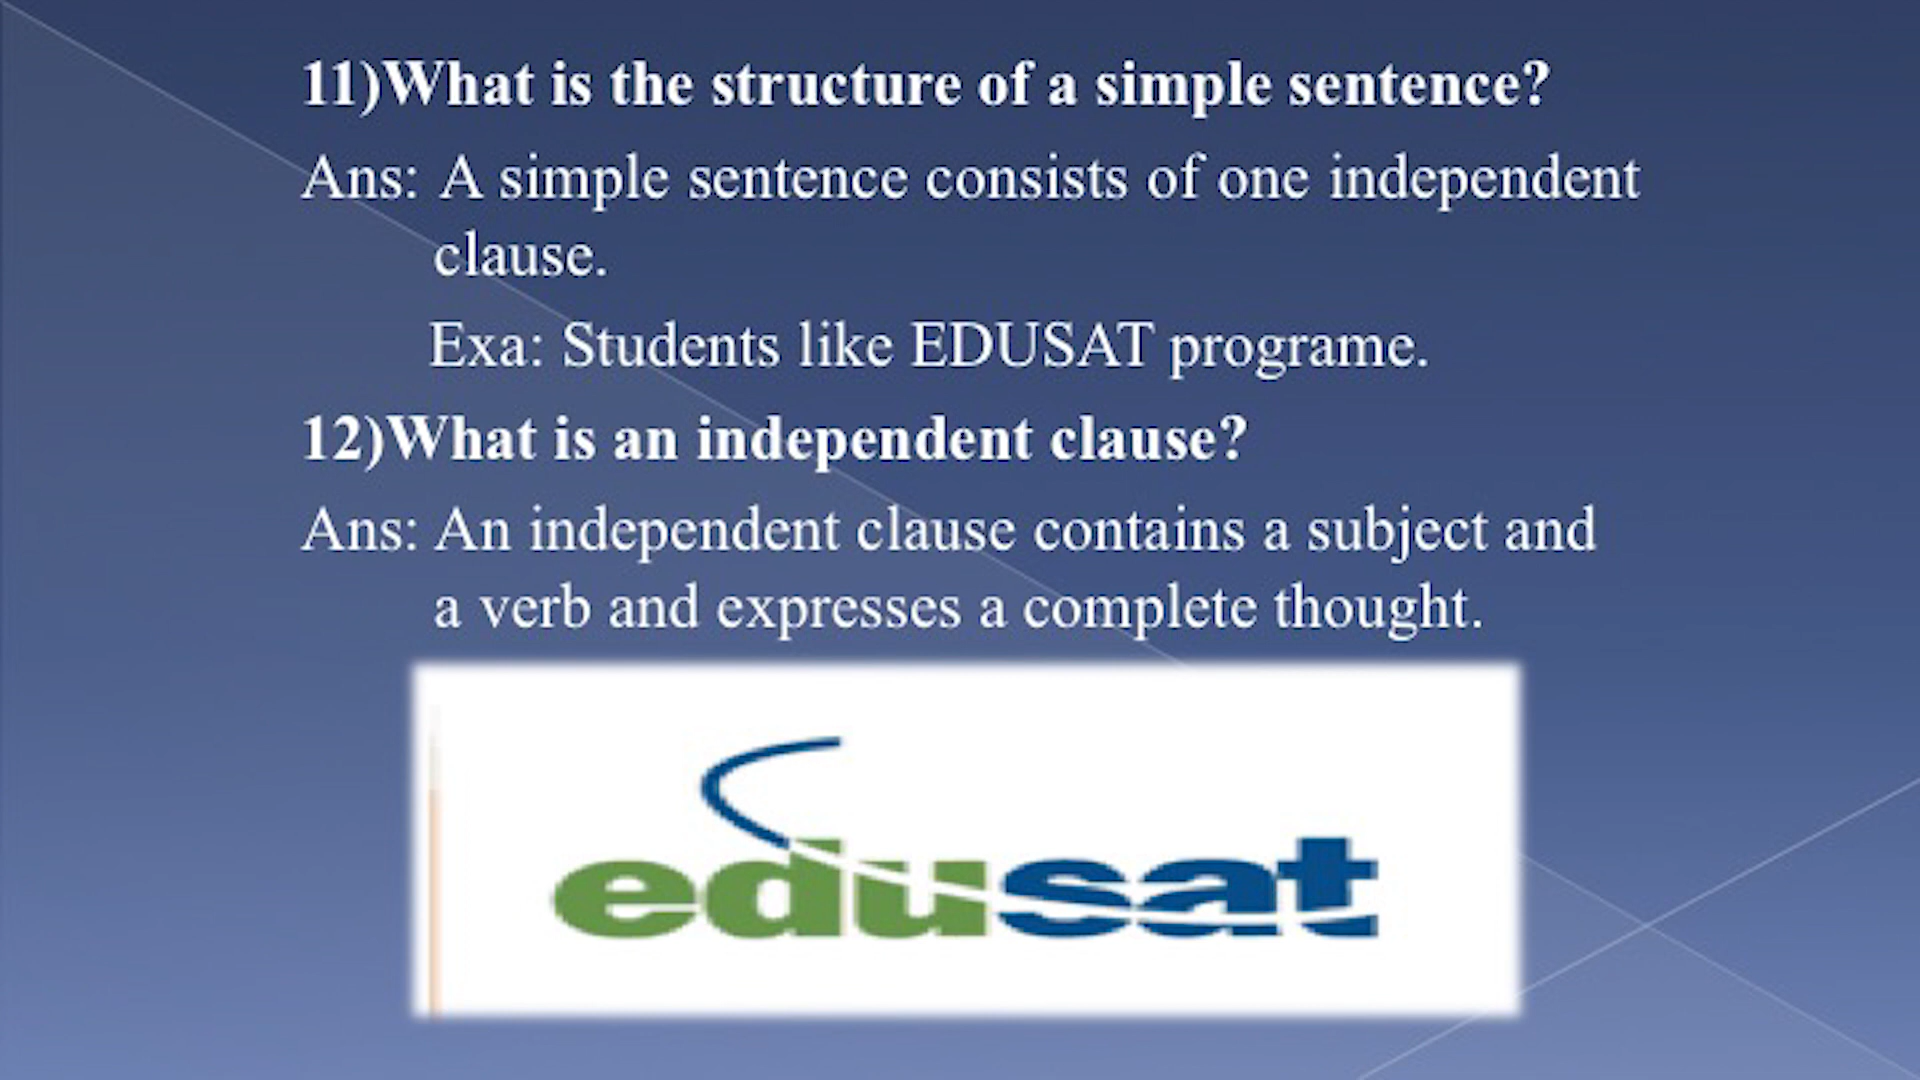 11)What is the structure of a simple sentence?
Ans: A simple sentence consists of one independent
clause.
Exa: Students like EDUSAT programe.
12)What is an independent clause?
Ans: An independent clause contains a subject and
a verb and expresses a complete thought.
edusat